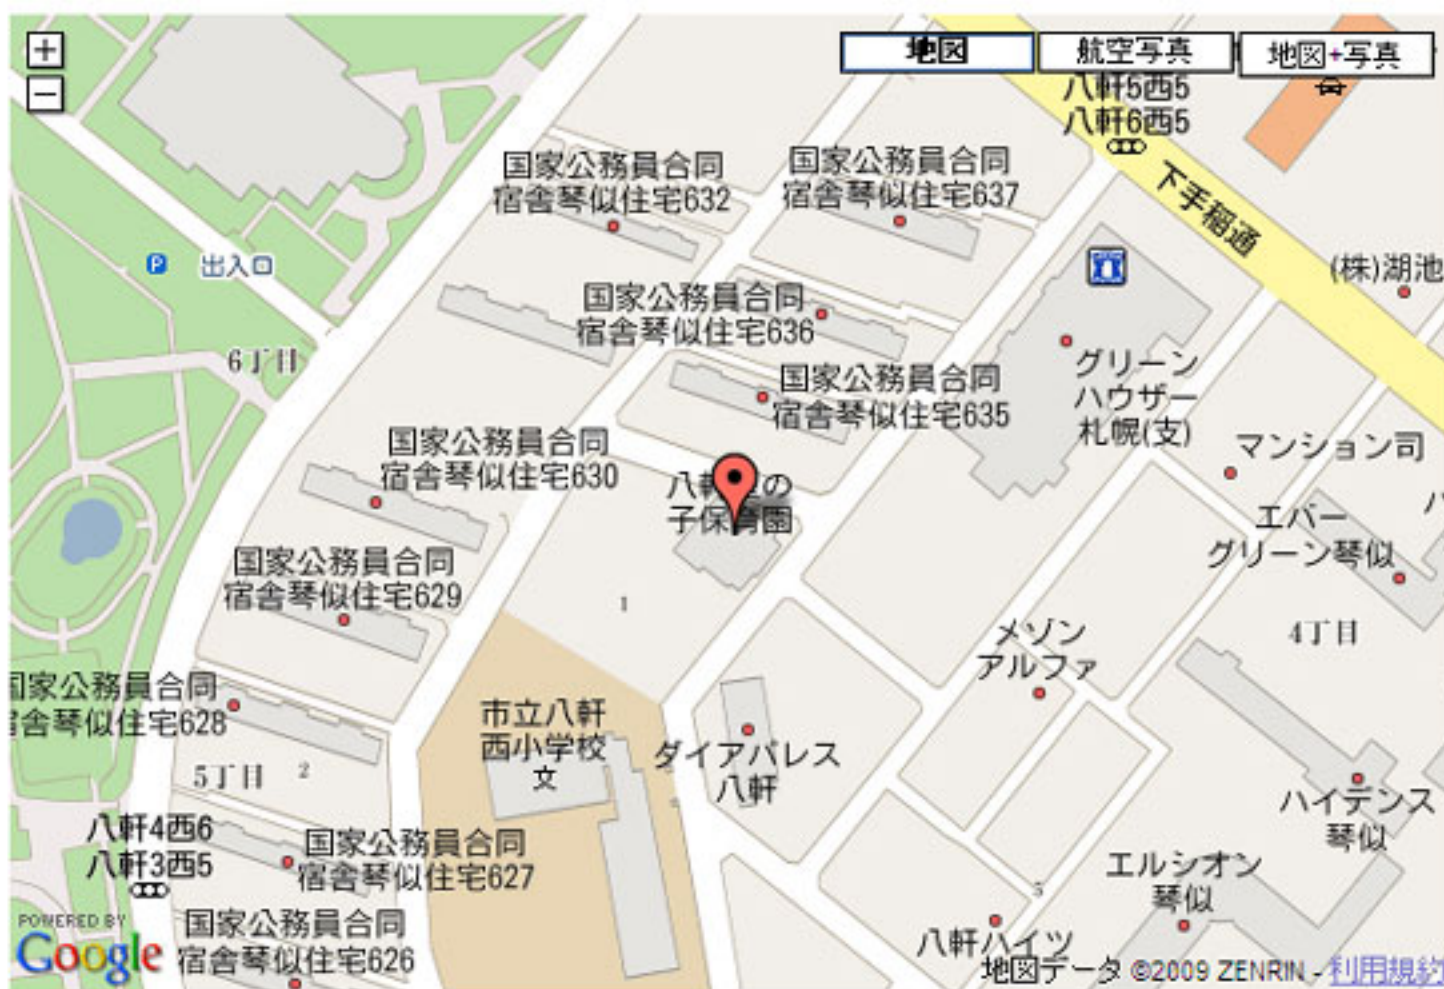 +
−
地図
航空写真
地図+写真
八軒5西5
八軒6西5
下手稲通
国家公務員合同
宿舎琴似住宅632
国家公務員合同
宿舎琴似住宅637
(株)湖池
P
出入口
国家公務員合同
宿舎琴似住宅636
6丁目
グリーン
ハウザー
札幌(支)
国家公務員合同
宿舎琴似住宅635
国家公務員合同
宿舎琴似住宅630
マンション司
八軒
の
子保育園
エバー
グリーン琴似
国家公務員合同
宿舎琴似住宅629
1
メゾン
アルファ
4丁目
国家公務員合同
宿舎琴似住宅628
市立八軒
西小学校
文
ダイアパレス
八軒
5丁目
2
ハイデンス
琴似
八軒4西6
八軒3西5
国家公務員合同
宿舎琴似住宅627
エルシオン
琴似
5
八軒ハイツ
国家公務員合同
宿舎琴似住宅626
POWERED BY
Google
地図データ ©2009 ZENRIN - 利用規約